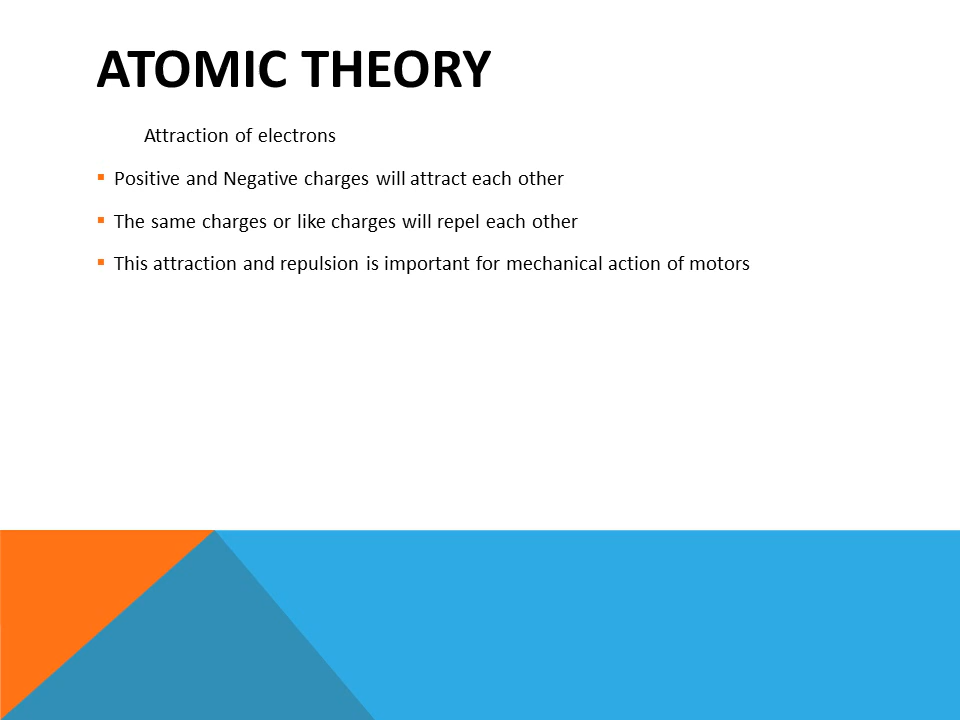 ATOMIC THEORY
Attraction of electrons
▪ Positive and Negative charges will attract each other
▪ The same charges or like charges will repel each other
▪ This attraction and repulsion is important for mechanical action of motors